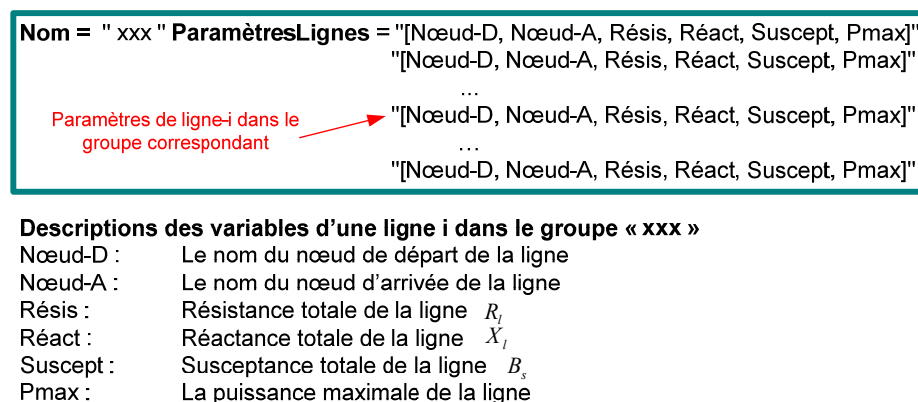 Nom = " xxx " ParamètresLignes = "[Nœud-D, Nœud-A, Résis, Réact, Suscept, Pmax]"
"[Nœud-D, Nœud-A, Résis, Réact, Suscept, Pmax]"
...
Paramètres de ligne-i dans le groupe correspondant
"[Nœud-D, Nœud-A, Résis, Réact, Suscept, Pmax]"
...
"[Nœud-D, Nœud-A, Résis, Réact, Suscept, Pmax]"
Descriptions des variables d'une ligne i dans le groupe « xxx »
Nœud-D : Le nom du nœud de départ de la ligne
Nœud-A : Le nom du nœud d'arrivée de la ligne
Résis : Résistance totale de la ligne R_l
Réact : Réactance totale de la ligne X_l
Suscept : Susceptance totale de la ligne B_s
Pmax : La puissance maximale de la ligne